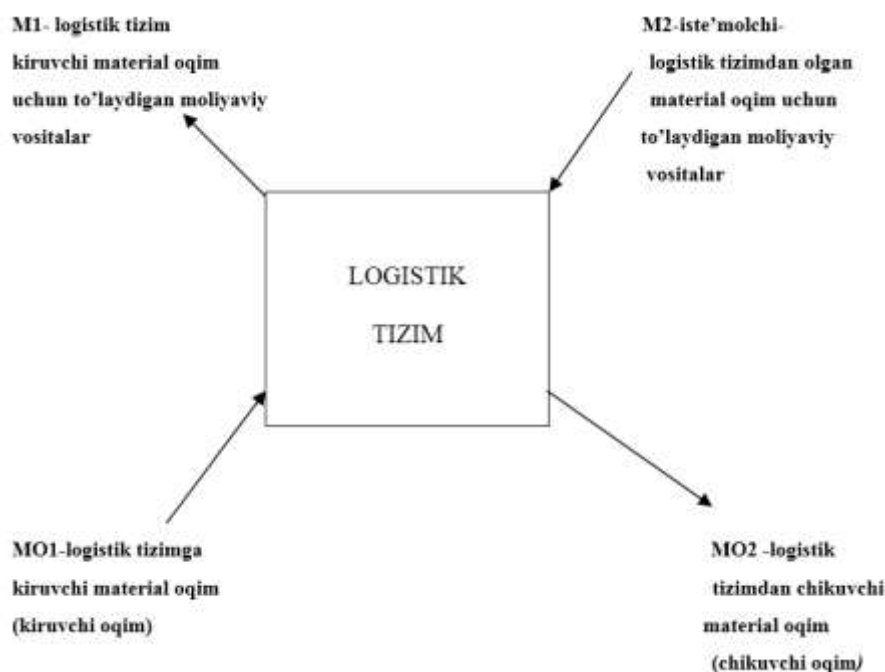 M1- logistik tizim
kiruvchi material oqim
uchun to’laydigan moliyaviy
vositalar
M2-iste’molchi-
logistik tizimdan olgan
material oqim uchun
to’laydigan moliyaviy
vositalar
LOGISTIK
TIZIM
MO1-logistik tizimga
kiruvchi material oqim
(kiruvchi oqim)
MO2 -logistik
tizimdan chikuvchi
material oqim
(chikuvchi oqim)